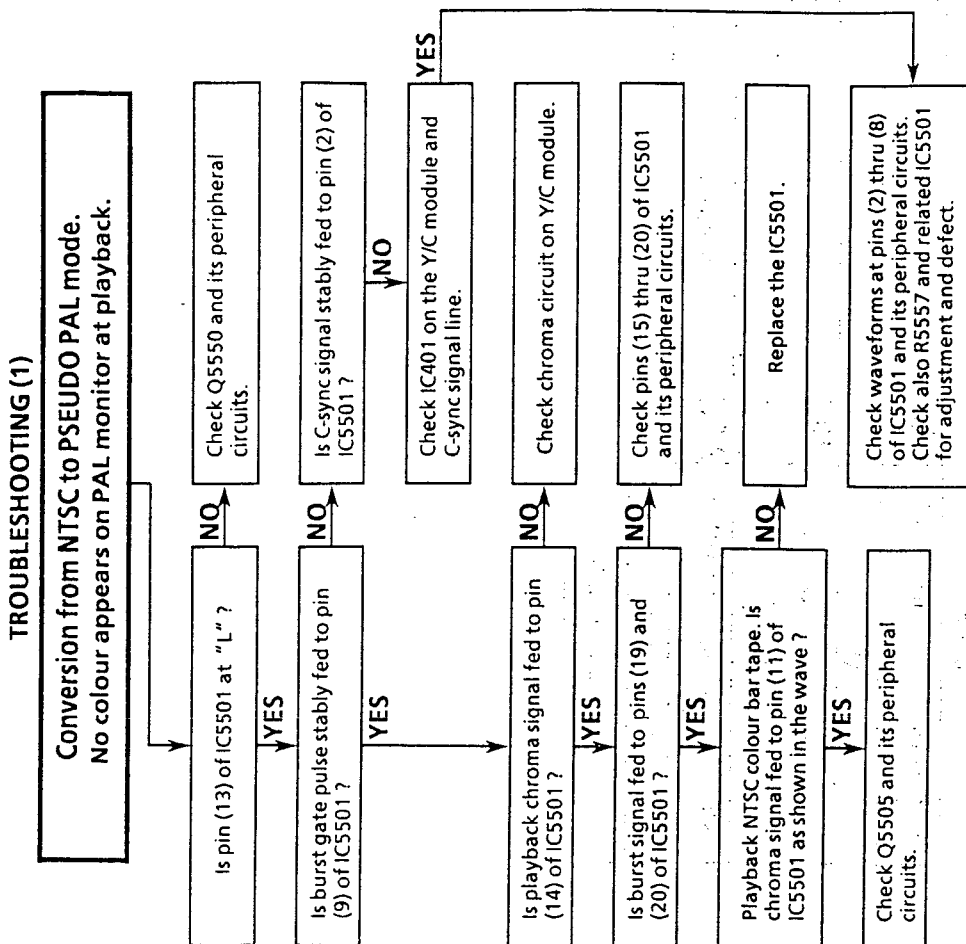 TROUBLESHOOTING (1)
Conversion from NTSC to PSEUDO PAL mode.
No colour appears on PAL monitor at playback.
Is pin (13) of IC5501 at "L" ?
NO
Check Q5550 and its peripheral
circuits.
YES
Is burst gate pulse stably fed to pin
(9) of IC5501 ?
NO
Is C-sync signal stably fed to pin (2) of
IC5501 ?
YES
NO
Check IC401 on the Y/C module and
C-sync signal line.
YES
Is playback chroma signal fed to pin
(14) of IC5501 ?
NO
Check chroma circuit on Y/C module.
YES
Is burst signal fed to pins (19) and
(20) of IC5501 ?
NO
Check pins (15) thru (20) of IC5501
and its peripheral circuits.
YES
Playback NTSC colour bar tape. Is
chroma signal fed to pin (11) of
IC5501 as shown in the wave ?
NO
Replace the IC5501.
YES
Check Q5505 and its peripheral
circuits.
Check waveforms at pins (2) thru (8)
of IC5501 and its peripheral circuits.
Check also R5557 and related IC5501
for adjustment and defect.